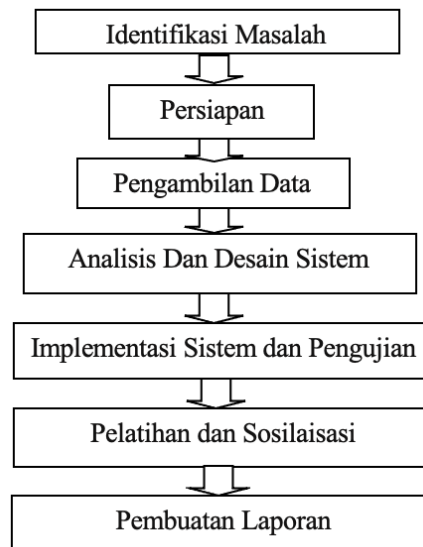 Identifikasi Masalah
Persiapan
Pengambilan Data
Analisis Dan Desain Sistem
Implementasi Sistem dan Pengujian
Pelatihan dan Sosilaisasi
Pembuatan Laporan